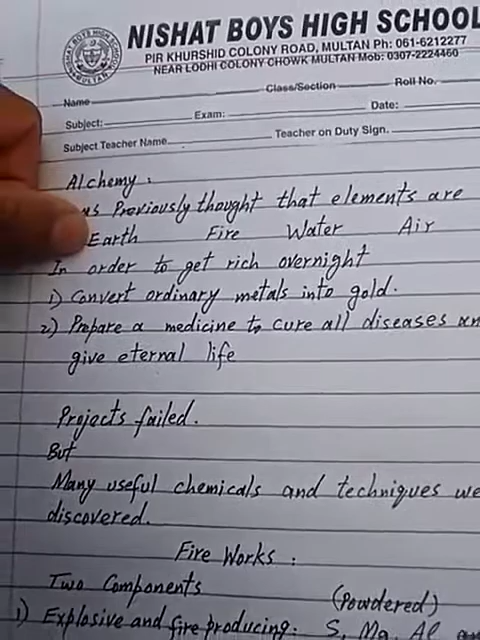 NISHAT BOYS HIGH SCHOOL
PIR KHURSHID COLONY ROAD, MULTAN Ph: 061-6212277
NEAR LODHI COLONY CHOWK MULTAN Mob: 0307-2224460
Name Class/Section Roll No.
Subject: Exam: Date:
Subject Teacher Name Teacher on Duty Sign.
Alchemy:
Previously thought that elements are
Earth Fire Water Air
In order to get rich overnight
i) Convert ordinary metals into gold.
2) Prepare a medicine to cure all diseases an
give eternal life
Projects failed.
But
Many useful chemicals and techniques we
discovered.
Fire Works:
Two Components (Powdered)
1) Explosive and fire producing: S, Mg, Al